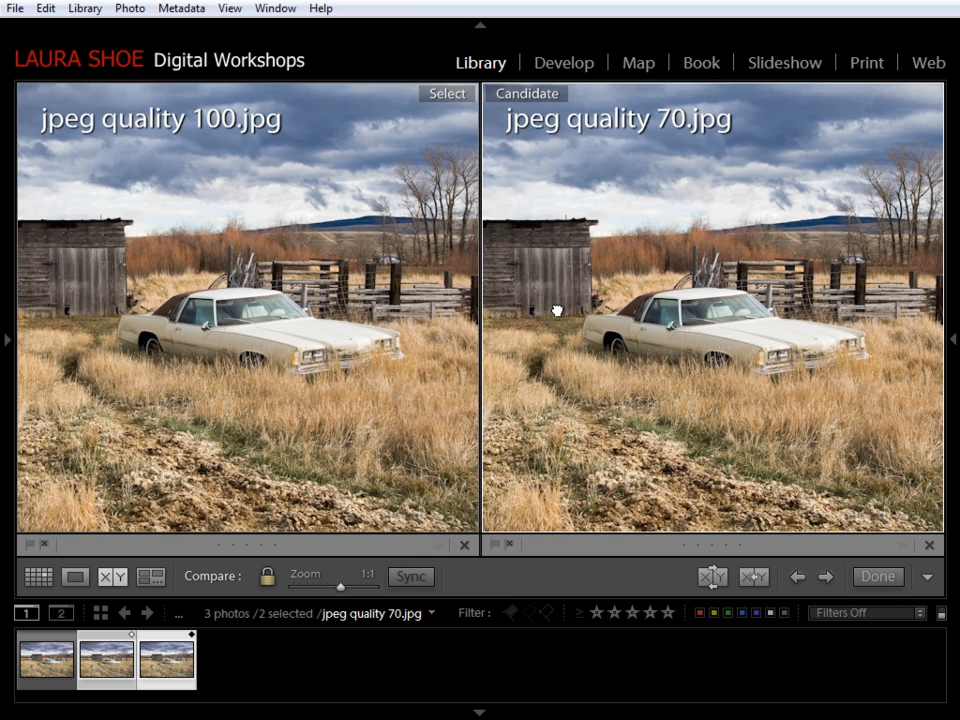 File Edit Library Photo Metadata View Window Help
LAURA SHOE Digital Workshops
Library Develop Map Book Slideshow Print Web
Select Candidate
jpeg quality 100.jpg jpeg quality 70.jpg
Compare : Zoom 1:1 Sync Done
1 2 ... 3 photos /2 selected /jpeg quality 70.jpg Filter : ≥ Filters Off